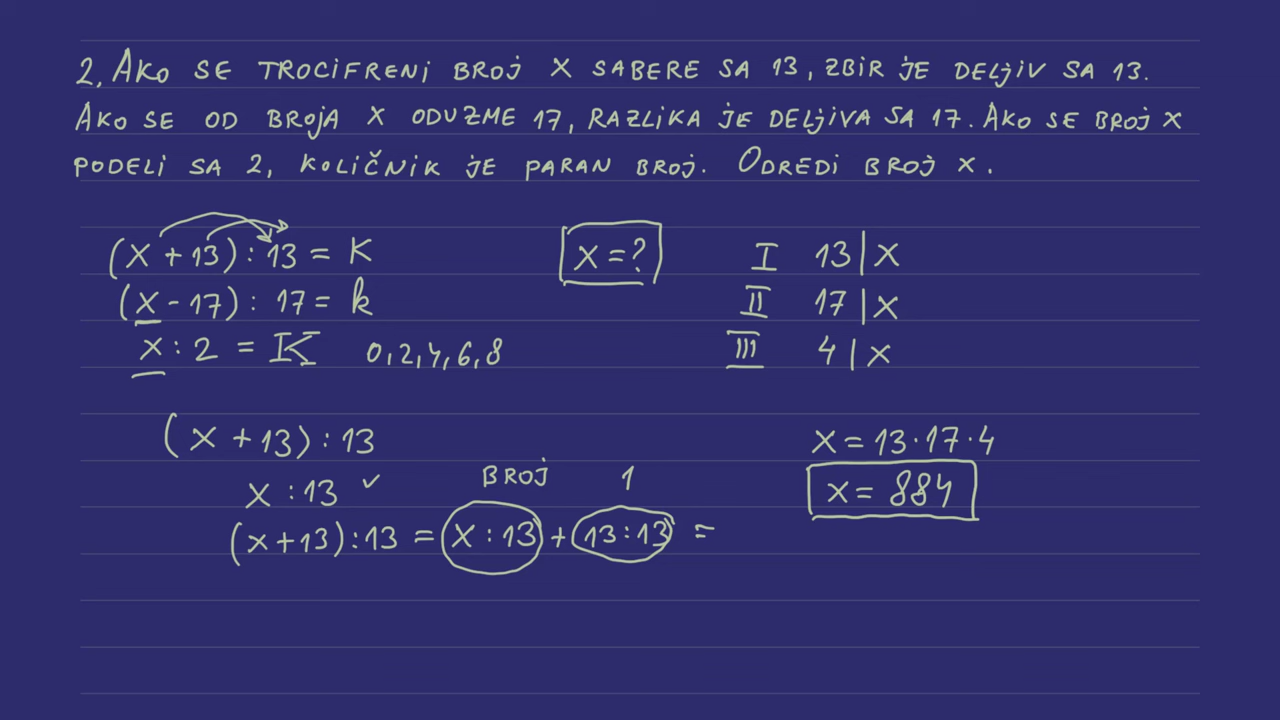 2. AKO SE TROCIFRENI BROJ X SABERE SA 13, ZBIR JE DELJIV SA 13.
AKO SE OD BROJA X ODUZME 17, RAZLIKA JE DELJIVA SA 17. AKO SE BROJ X
PODELI SA 2, KOLIČNIK JE PARAN BROJ. ODREDI BROJ X.
(X + 13) : 13 = K
X = ?
I 13 | X
(X - 17) : 17 = k
II 17 | X
X : 2 = K 0, 2, 4, 6, 8
III 4 | X
(X + 13) : 13
X = 13 · 17 · 4
X : 13 ✓
BROJ 1
X = 884
(X + 13) : 13 = X : 13 + 13 : 13 =